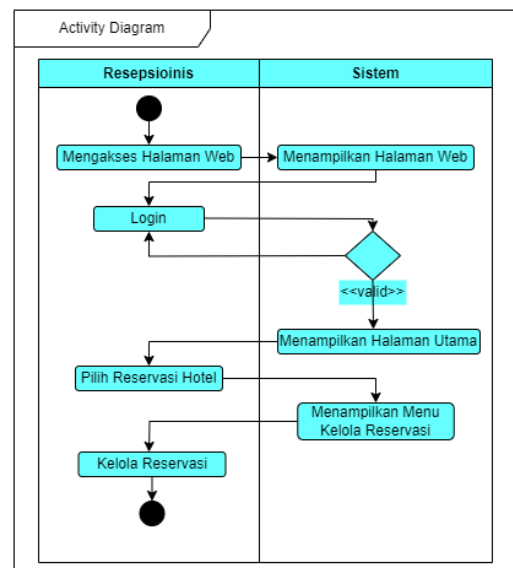 Activity Diagram
Resepsioinis
Sistem
Mengakses Halaman Web
Menampilkan Halaman Web
Login
<<valid>>
Menampilkan Halaman Utama
Pilih Reservasi Hotel
Menampilkan Menu
Kelola Reservasi
Kelola Reservasi